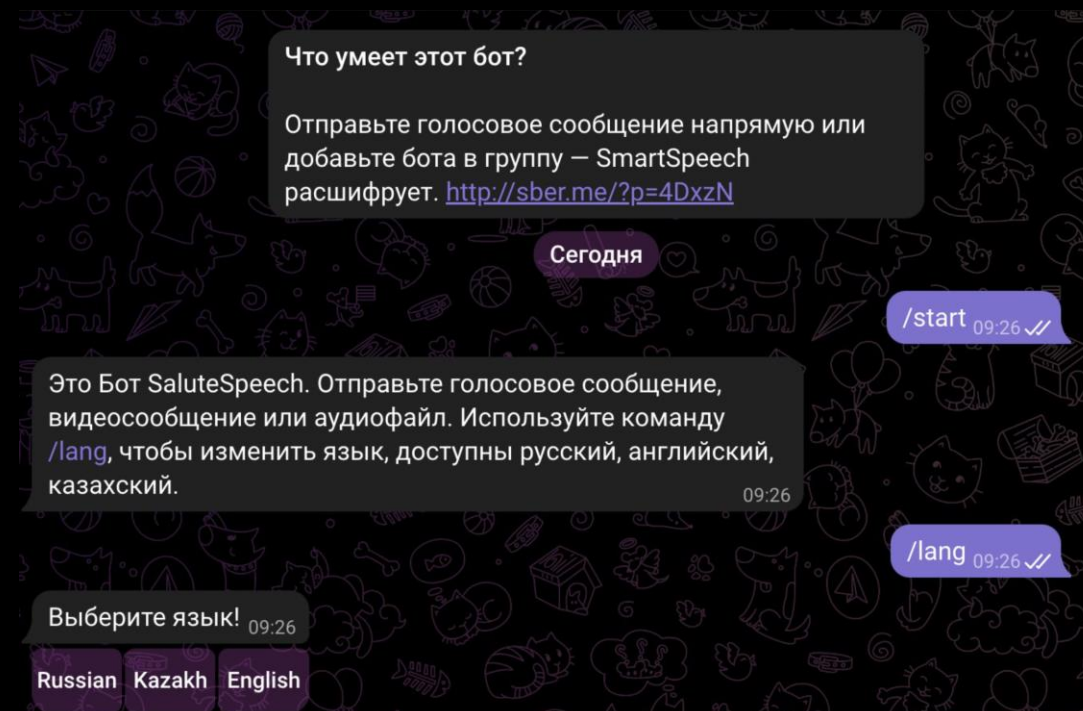 Что умеет этот бот?
Отправьте голосовое сообщение напрямую или
добавьте бота в группу — SmartSpeech
расшифрует. http://sber.me/?p=4DxzN
Сегодня
/start 09:26
Это Бот SaluteSpeech. Отправьте голосовое сообщение,
видеосообщение или аудиофайл. Используйте команду
/lang, чтобы изменить язык, доступны русский, английский,
казахский.
09:26
/lang 09:26
Выберите язык! 09:26
Russian Kazakh English